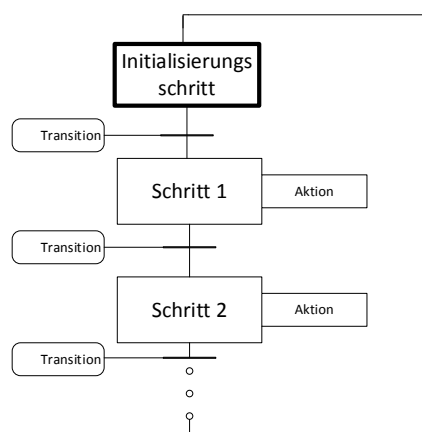 Initialisierungs
schritt
Transition
Schritt 1
Aktion
Transition
Schritt 2
Aktion
Transition